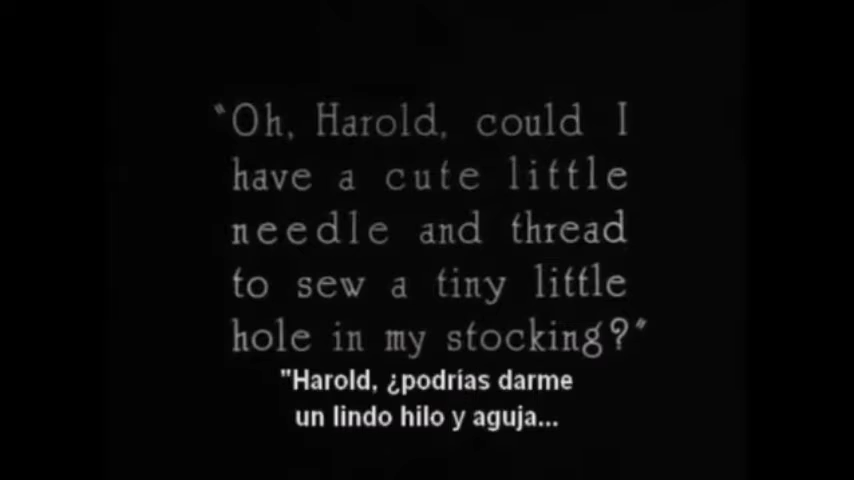 "Oh, Harold, could I
have a cute little
needle and thread
to sew a tiny little
hole in my stocking?"
"Harold, ¿podrías darme
un lindo hilo y aguja...